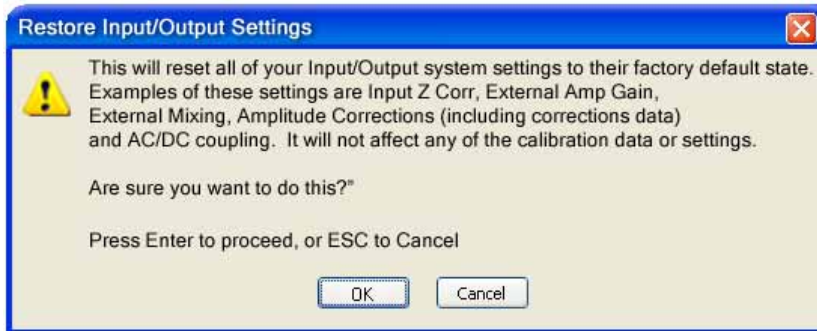 Restore Input/Output Settings
This will reset all of your Input/Output system settings to their factory default state.
Examples of these settings are Input Z Corr, External Amp Gain,
External Mixing, Amplitude Corrections (including corrections data)
and AC/DC coupling. It will not affect any of the calibration data or settings.
Are sure you want to do this?"
Press Enter to proceed, or ESC to Cancel
OK Cancel